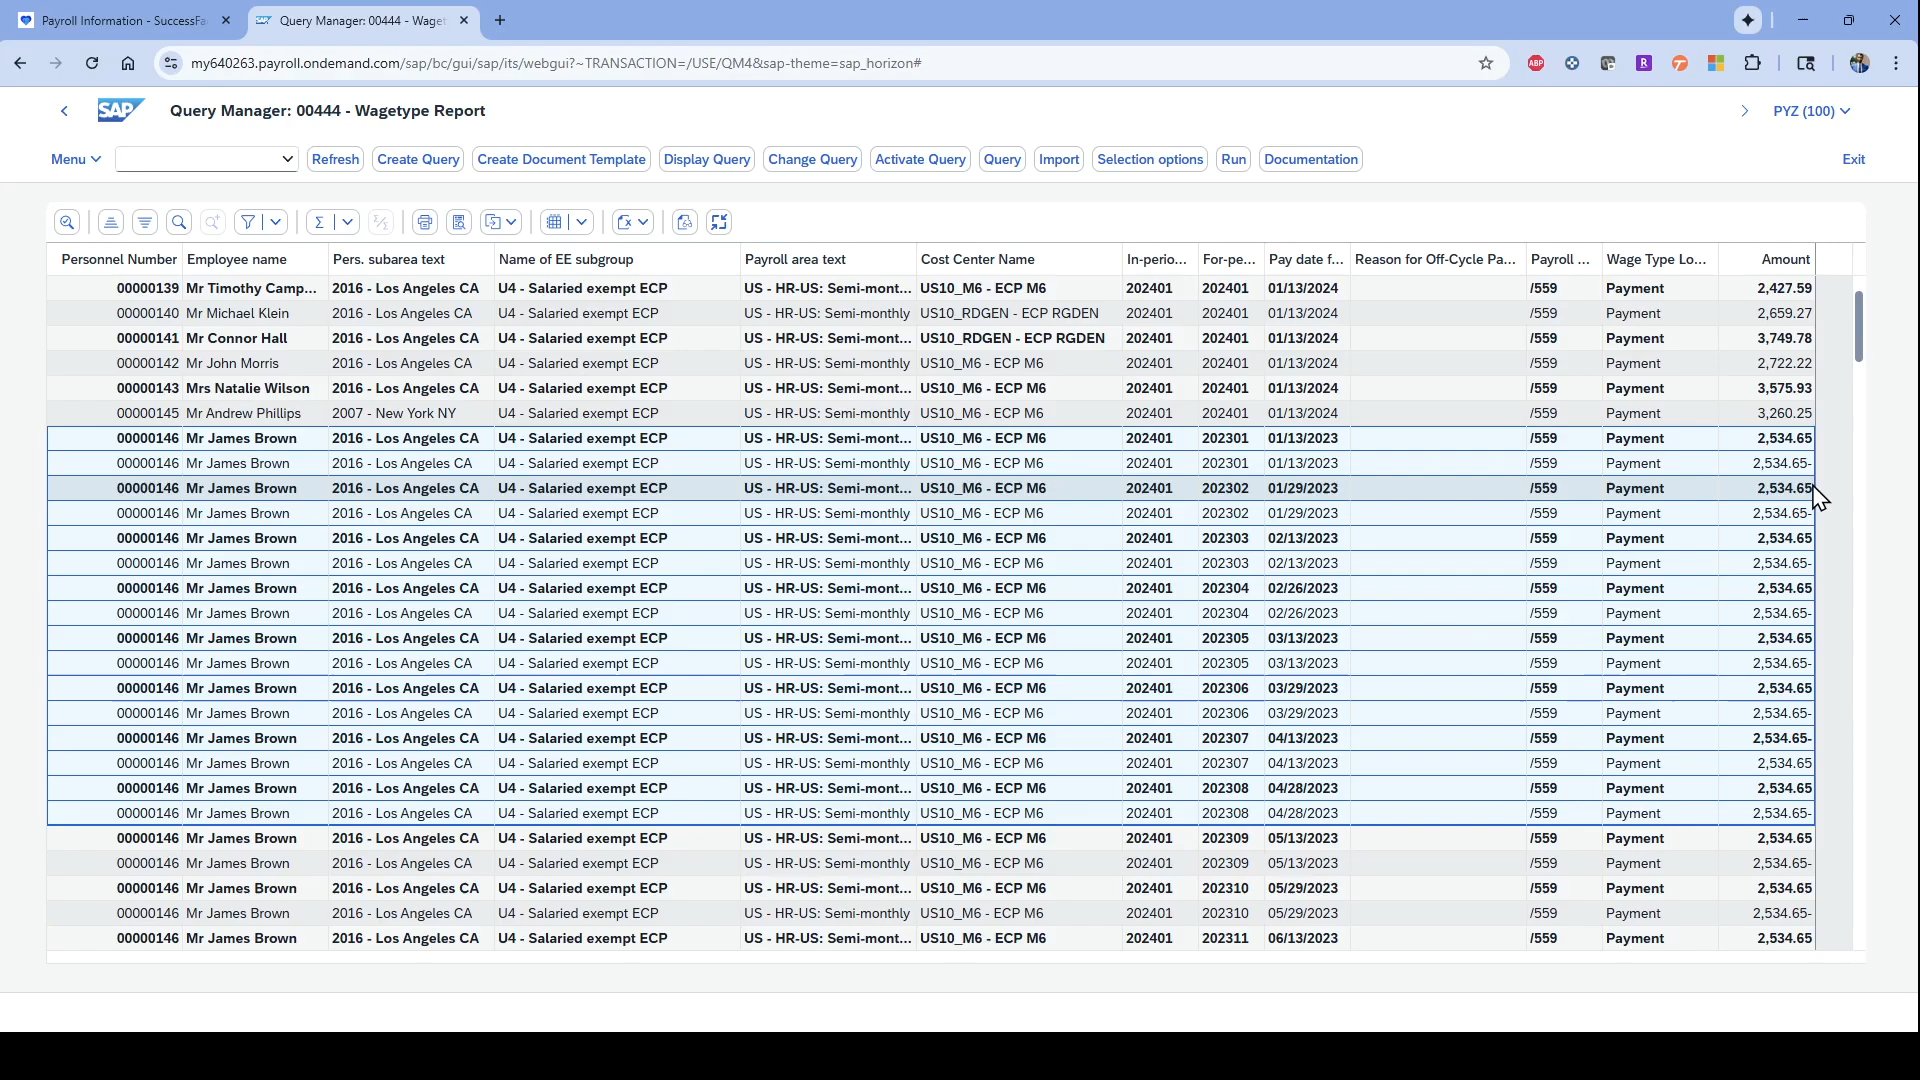 Payroll Information - SuccessFa
Query Manager: 00444 - Waget
my640263.payroll.ondemand.com/sap/bc/gui/sap/its/webgui?~TRANSACTION=/USE/QM4&sap-theme=sap_horizon#
SAP Query Manager: 00444 - Wagetype Report PYZ (100)
Menu Refresh Create Query Create Document Template Display Query Change Query Activate Query Query Import Selection options Run Documentation Exit
Personnel Number Employee name Pers. subarea text Name of EE subgroup Payroll area text Cost Center Name In-perio... For-pe... Pay date f... Reason for Off-Cycle Pa... Payroll ... Wage Type Lo... Amount
00000139 Mr Timothy Camp... 2016 - Los Angeles CA U4 - Salaried exempt ECP US - HR-US: Semi-mont... US10_M6 - ECP M6 202401 202401 01/13/2024 /559 Payment 2,427.59
00000140 Mr Michael Klein 2016 - Los Angeles CA U4 - Salaried exempt ECP US - HR-US: Semi-monthly US10_RDGEN - ECP RGDEN 202401 202401 01/13/2024 /559 Payment 2,659.27
00000141 Mr Connor Hall 2016 - Los Angeles CA U4 - Salaried exempt ECP US - HR-US: Semi-mont... US10_RDGEN - ECP RGDEN 202401 202401 01/13/2024 /559 Payment 3,749.78
00000142 Mr John Morris 2016 - Los Angeles CA U4 - Salaried exempt ECP US - HR-US: Semi-monthly US10_M6 - ECP M6 202401 202401 01/13/2024 /559 Payment 2,722.22
00000143 Mrs Natalie Wilson 2016 - Los Angeles CA U4 - Salaried exempt ECP US - HR-US: Semi-mont... US10_M6 - ECP M6 202401 202401 01/13/2024 /559 Payment 3,575.93
00000145 Mr Andrew Phillips 2007 - New York NY U4 - Salaried exempt ECP US - HR-US: Semi-monthly US10_M6 - ECP M6 202401 202401 01/13/2024 /559 Payment 3,260.25
00000146 Mr James Brown 2016 - Los Angeles CA U4 - Salaried exempt ECP US - HR-US: Semi-mont... US10_M6 - ECP M6 202401 202301 01/13/2023 /559 Payment 2,534.65
00000146 Mr James Brown 2016 - Los Angeles CA U4 - Salaried exempt ECP US - HR-US: Semi-monthly US10_M6 - ECP M6 202401 202301 01/13/2023 /559 Payment 2,534.65-
00000146 Mr James Brown 2016 - Los Angeles CA U4 - Salaried exempt ECP US - HR-US: Semi-mont... US10_M6 - ECP M6 202401 202302 01/29/2023 /559 Payment 2,534.65
00000146 Mr James Brown 2016 - Los Angeles CA U4 - Salaried exempt ECP US - HR-US: Semi-monthly US10_M6 - ECP M6 202401 202302 01/29/2023 /559 Payment 2,534.65-
00000146 Mr James Brown 2016 - Los Angeles CA U4 - Salaried exempt ECP US - HR-US: Semi-mont... US10_M6 - ECP M6 202401 202303 02/13/2023 /559 Payment 2,534.65
00000146 Mr James Brown 2016 - Los Angeles CA U4 - Salaried exempt ECP US - HR-US: Semi-monthly US10_M6 - ECP M6 202401 202303 02/13/2023 /559 Payment 2,534.65-
00000146 Mr James Brown 2016 - Los Angeles CA U4 - Salaried exempt ECP US - HR-US: Semi-mont... US10_M6 - ECP M6 202401 202304 02/26/2023 /559 Payment 2,534.65
00000146 Mr James Brown 2016 - Los Angeles CA U4 - Salaried exempt ECP US - HR-US: Semi-monthly US10_M6 - ECP M6 202401 202304 02/26/2023 /559 Payment 2,534.65-
00000146 Mr James Brown 2016 - Los Angeles CA U4 - Salaried exempt ECP US - HR-US: Semi-mont... US10_M6 - ECP M6 202401 202305 03/13/2023 /559 Payment 2,534.65
00000146 Mr James Brown 2016 - Los Angeles CA U4 - Salaried exempt ECP US - HR-US: Semi-monthly US10_M6 - ECP M6 202401 202305 03/13/2023 /559 Payment 2,534.65-
00000146 Mr James Brown 2016 - Los Angeles CA U4 - Salaried exempt ECP US - HR-US: Semi-mont... US10_M6 - ECP M6 202401 202306 03/29/2023 /559 Payment 2,534.65
00000146 Mr James Brown 2016 - Los Angeles CA U4 - Salaried exempt ECP US - HR-US: Semi-monthly US10_M6 - ECP M6 202401 202306 03/29/2023 /559 Payment 2,534.65-
00000146 Mr James Brown 2016 - Los Angeles CA U4 - Salaried exempt ECP US - HR-US: Semi-mont... US10_M6 - ECP M6 202401 202307 04/13/2023 /559 Payment 2,534.65-
00000146 Mr James Brown 2016 - Los Angeles CA U4 - Salaried exempt ECP US - HR-US: Semi-monthly US10_M6 - ECP M6 202401 202307 04/13/2023 /559 Payment 2,534.65
00000146 Mr James Brown 2016 - Los Angeles CA U4 - Salaried exempt ECP US - HR-US: Semi-mont... US10_M6 - ECP M6 202401 202308 04/28/2023 /559 Payment 2,534.65
00000146 Mr James Brown 2016 - Los Angeles CA U4 - Salaried exempt ECP US - HR-US: Semi-monthly US10_M6 - ECP M6 202401 202308 04/28/2023 /559 Payment 2,534.65-
00000146 Mr James Brown 2016 - Los Angeles CA U4 - Salaried exempt ECP US - HR-US: Semi-mont... US10_M6 - ECP M6 202401 202309 05/13/2023 /559 Payment 2,534.65
00000146 Mr James Brown 2016 - Los Angeles CA U4 - Salaried exempt ECP US - HR-US: Semi-monthly US10_M6 - ECP M6 202401 202309 05/13/2023 /559 Payment 2,534.65-
00000146 Mr James Brown 2016 - Los Angeles CA U4 - Salaried exempt ECP US - HR-US: Semi-mont... US10_M6 - ECP M6 202401 202310 05/29/2023 /559 Payment 2,534.65
00000146 Mr James Brown 2016 - Los Angeles CA U4 - Salaried exempt ECP US - HR-US: Semi-monthly US10_M6 - ECP M6 202401 202310 05/29/2023 /559 Payment 2,534.65-
00000146 Mr James Brown 2016 - Los Angeles CA U4 - Salaried exempt ECP US - HR-US: Semi-mont... US10_M6 - ECP M6 202401 202311 06/13/2023 /559 Payment 2,534.65